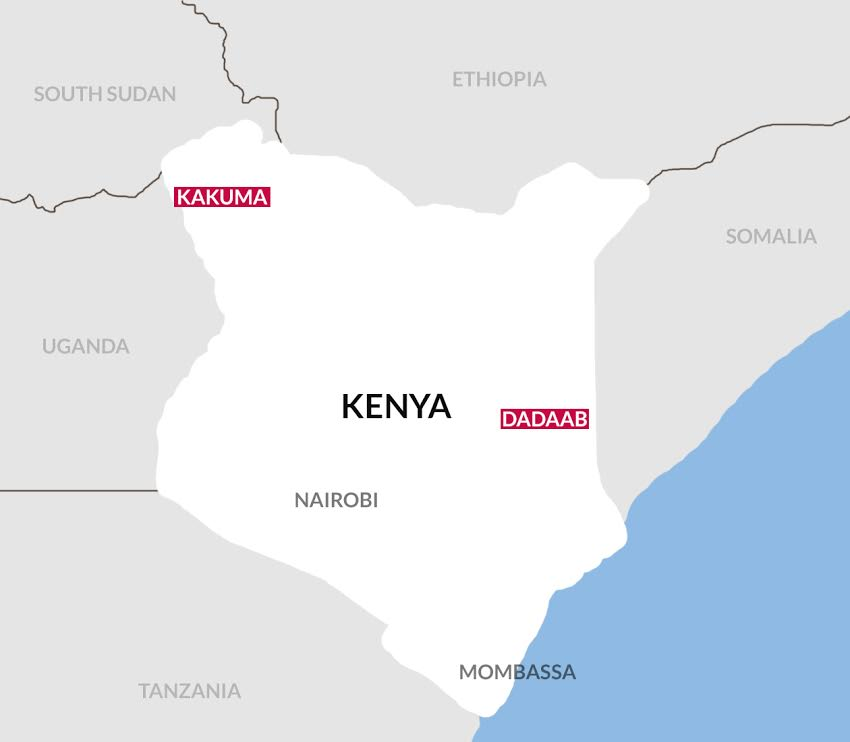 ETHIOPIA
SOUTH SUDAN
KAKUMA
SOMALIA
UGANDA
KENYA
DADAAB
NAIROBI
MOMBASSA
TANZANIA